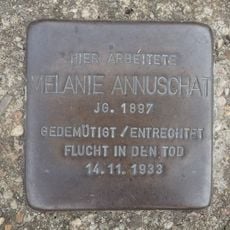 HIER ARBEITETE
MELANIE ANNUSCHAT
JG. 1897
GEDEMÜTIGT/ENTRECHTET
FLUCHT IN DEN TOD
14.11.1933